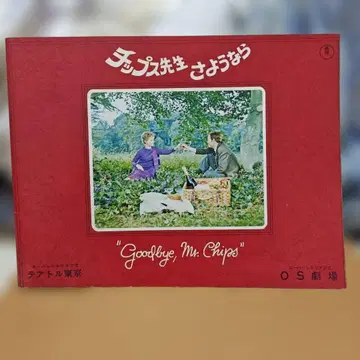 チップス先生 さようなら
"Goodbye, Mr. Chips"
テアトル東京
OS劇場